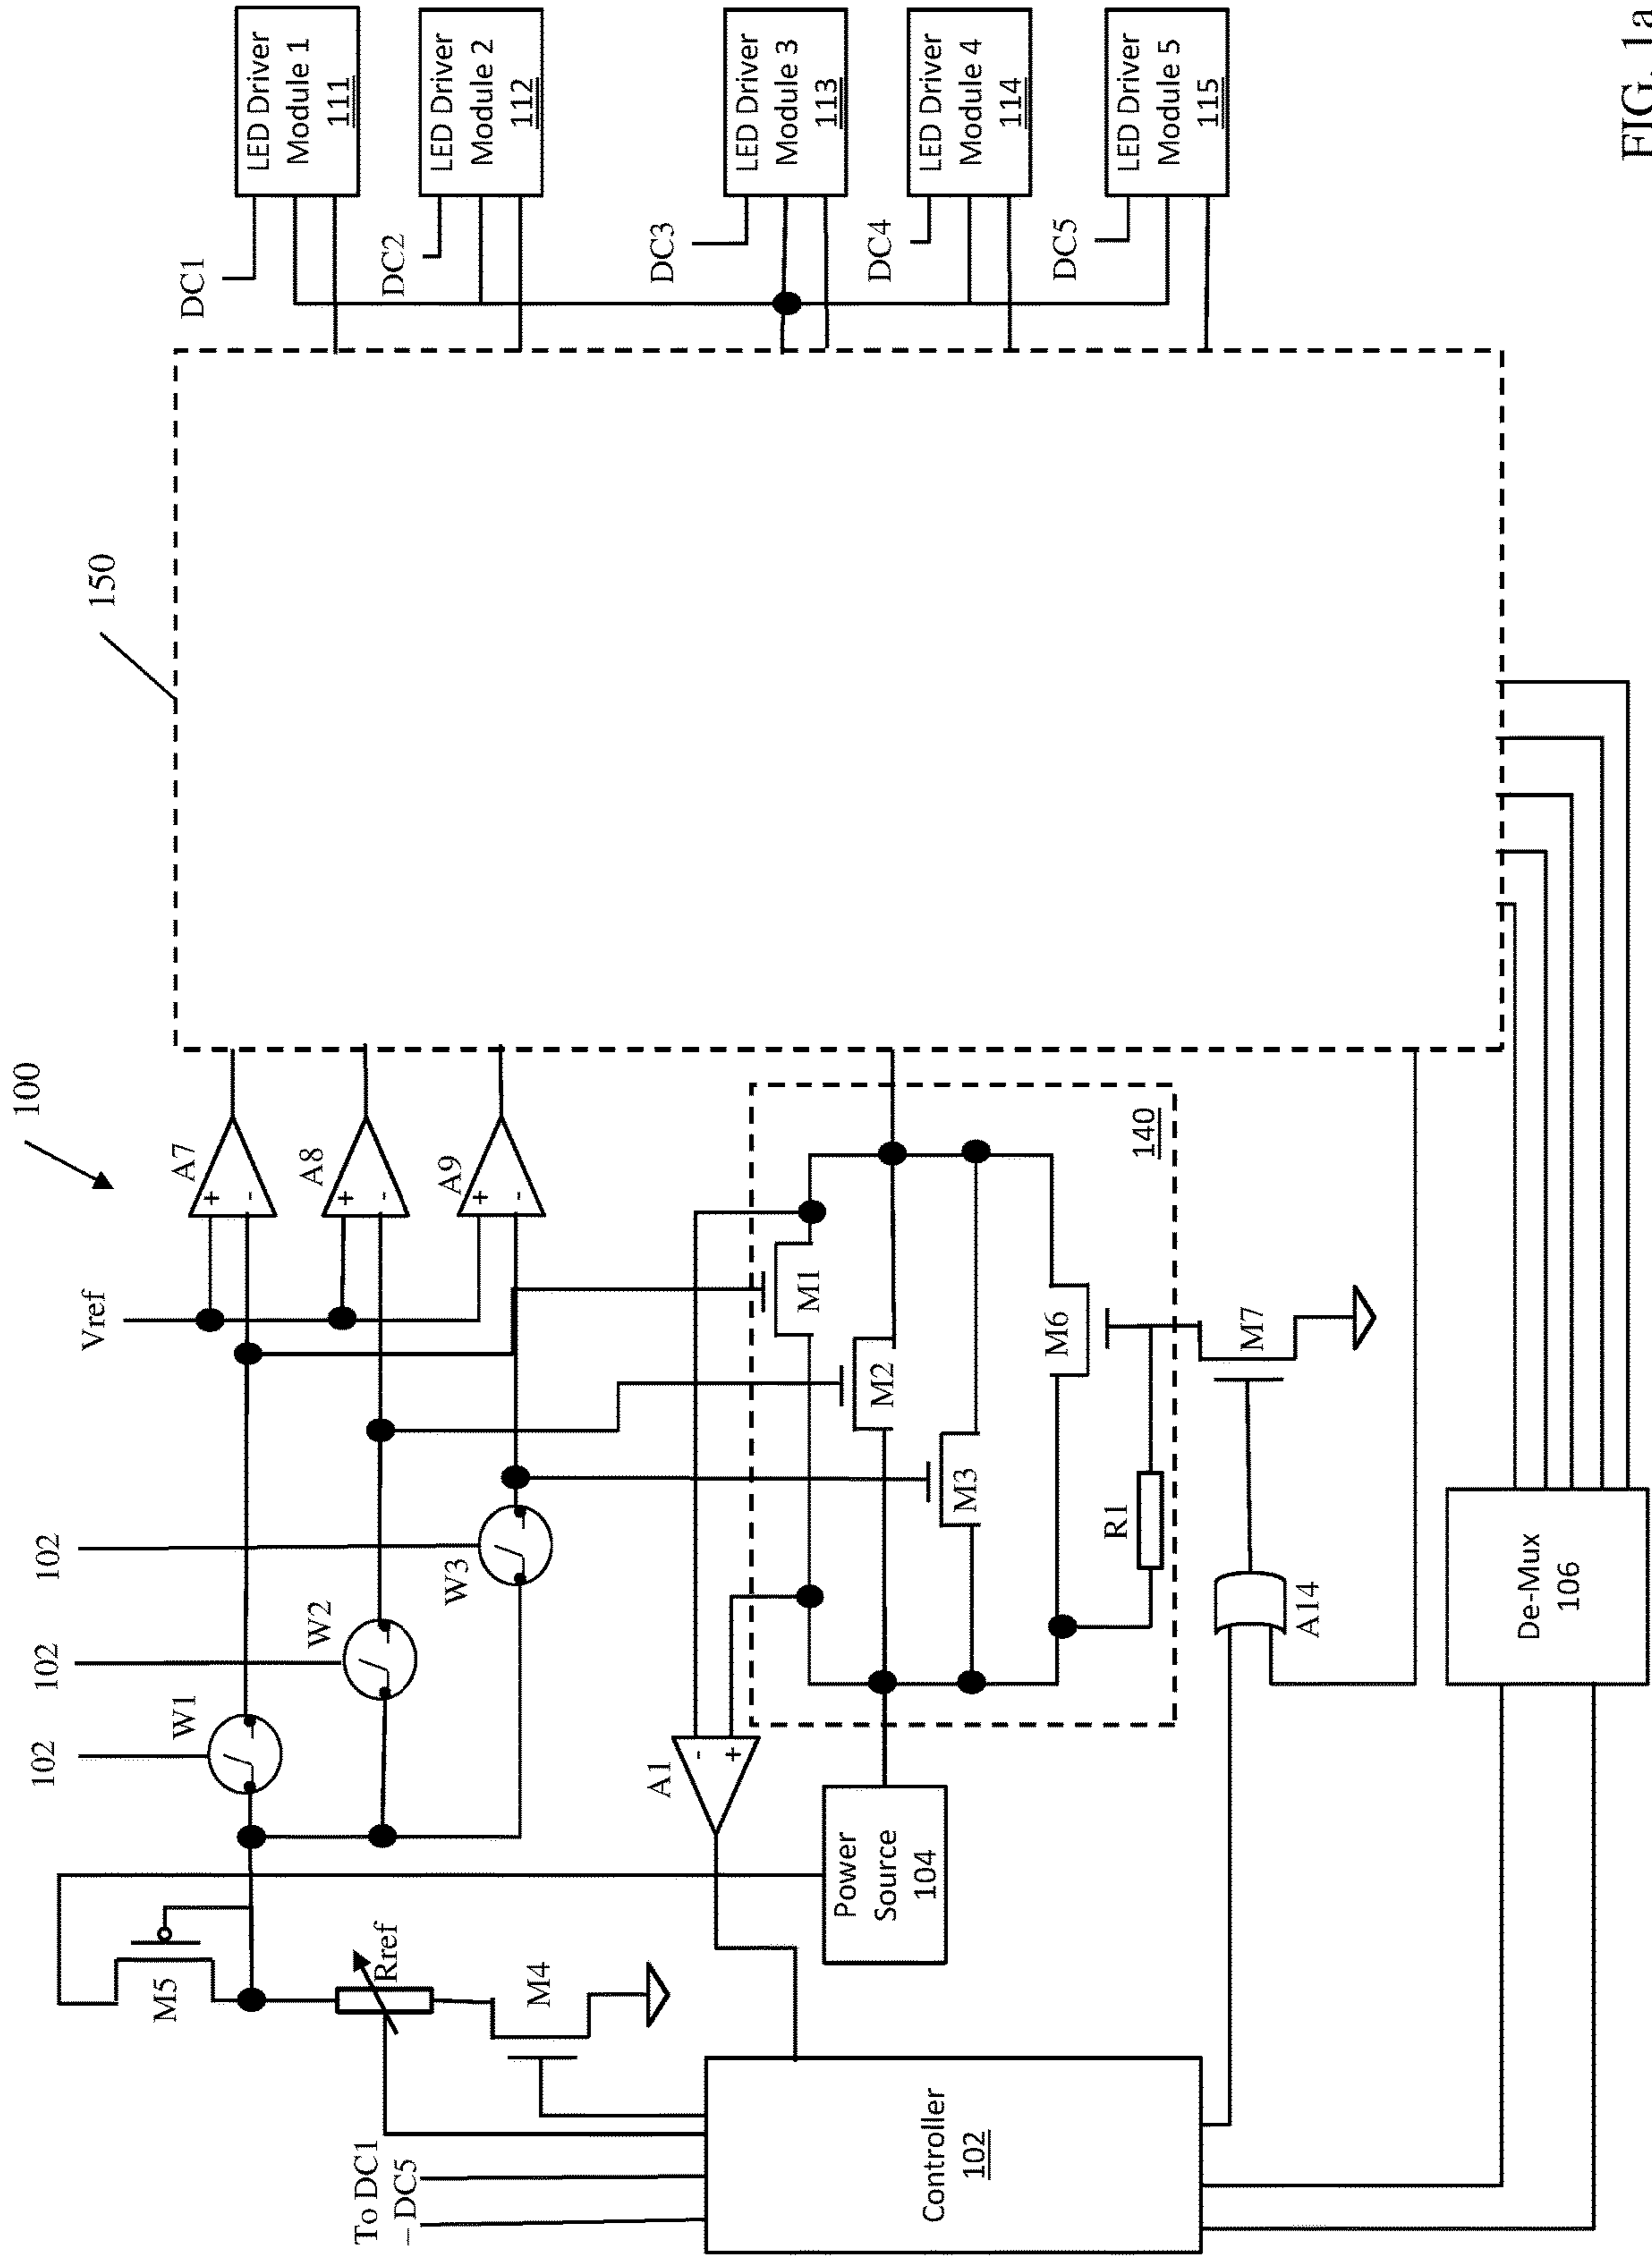 100
150
FIG. 1a
To DC1
– DC5
M5
Rref
M4
Controller
102
102
102
102
W1
W2
W3
Vref
A7
+
-
A8
+
-
A9
+
-
A1
-
+
Power
Source
104
M1
M2
M3
M6
R1
140
M7
A14
De-Mux
106
DC1
LED Driver
Module 1
111
DC2
LED Driver
Module 2
112
DC3
LED Driver
Module 3
113
DC4
LED Driver
Module 4
114
DC5
LED Driver
Module 5
115